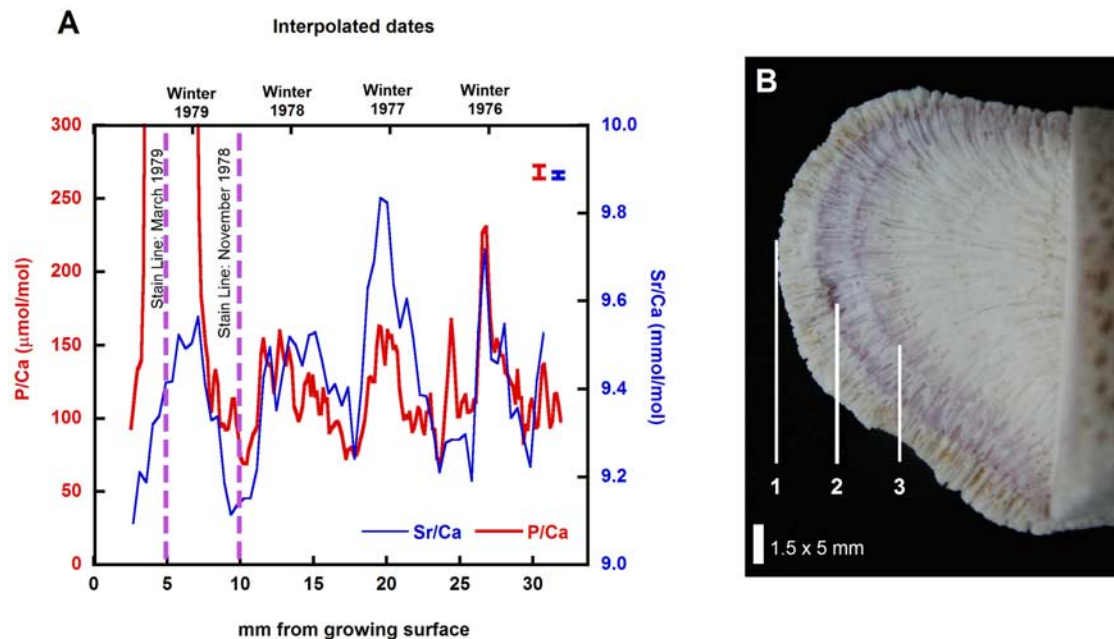 A
Interpolated dates
Winter
1979
Winter
1978
Winter
1977
Winter
1976
300
250
200
150
100
50
0
P/Ca (μmol/mol)
Stain Line: March 1979
Stain Line: November 1978
10.0
9.8
9.6
9.4
9.2
9.0
Sr/Ca (mmol/mol)
Sr/Ca P/Ca
0 5 10 15 20 25 30
mm from growing surface
B
1 2 3
1.5 x 5 mm